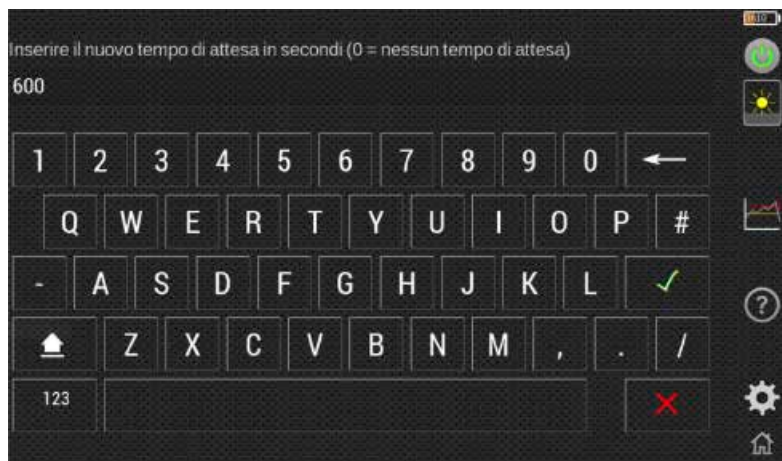 Inserire il nuovo tempo di attesa in secondi (0 = nessun tempo di attesa)
600
1 2 3 4 5 6 7 8 9 0
Q W E R T Y U I O P #
- A S D F G H J K L
Z X C V B N M , . /
123